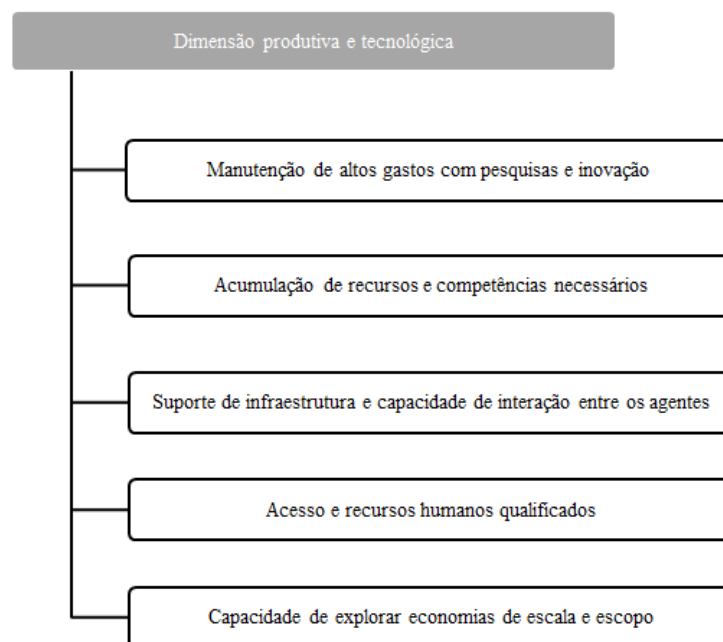 Dimensão produtiva e tecnológica
Manutenção de altos gastos com pesquisas e inovação
Acumulação de recursos e competências necessários
Suporte de infraestrutura e capacidade de interação entre os agentes
Acesso e recursos humanos qualificados
Capacidade de explorar economias de escala e escopo